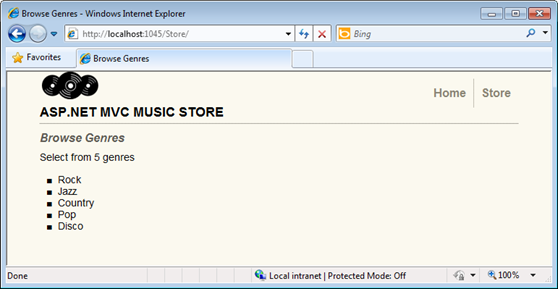 Browse Genres - Windows Internet Explorer
http://localhost:1045/Store/
Bing
Favorites
Browse Genres
Home
Store
ASP.NET MVC MUSIC STORE
Browse Genres
Select from 5 genres
Rock
Jazz
Country
Pop
Disco
Done
Local intranet | Protected Mode: Off
100%